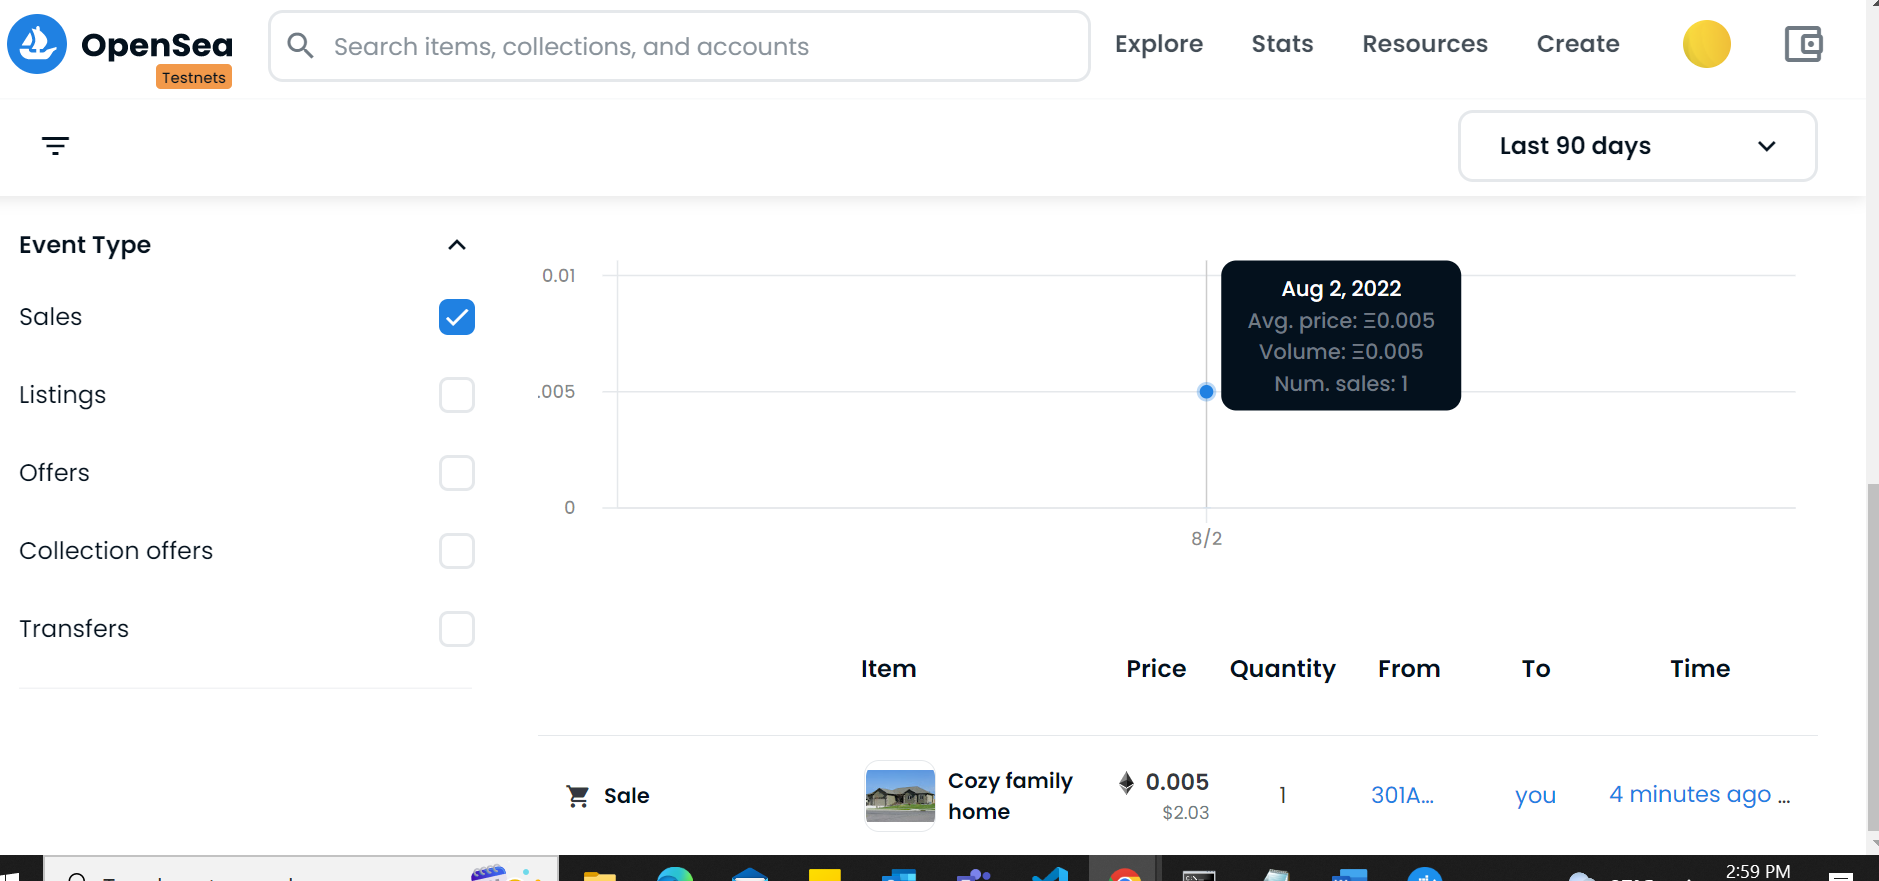 OpenSea
Testnets
Search items, collections, and accounts
Explore
Stats
Resources
Create
Last 90 days
Event Type
Sales
Listings
Offers
Collection offers
Transfers
0.01
.005
0
8/2
Aug 2, 2022
Avg. price: Ξ0.005
Volume: Ξ0.005
Num. sales: 1
Item Price Quantity From To Time
Sale
Cozy family
home
0.005
$2.03
1
301A...
you
4 minutes ago ...
2:59 PM